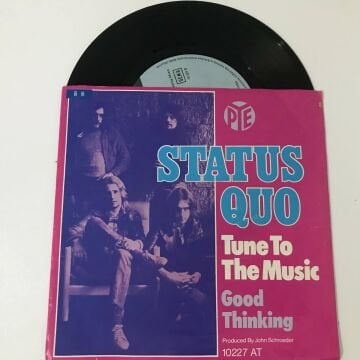 PYE
STATUS
QUO
Tune To
The Music
Good
Thinking
Produced By John Schroeder
10227 AT